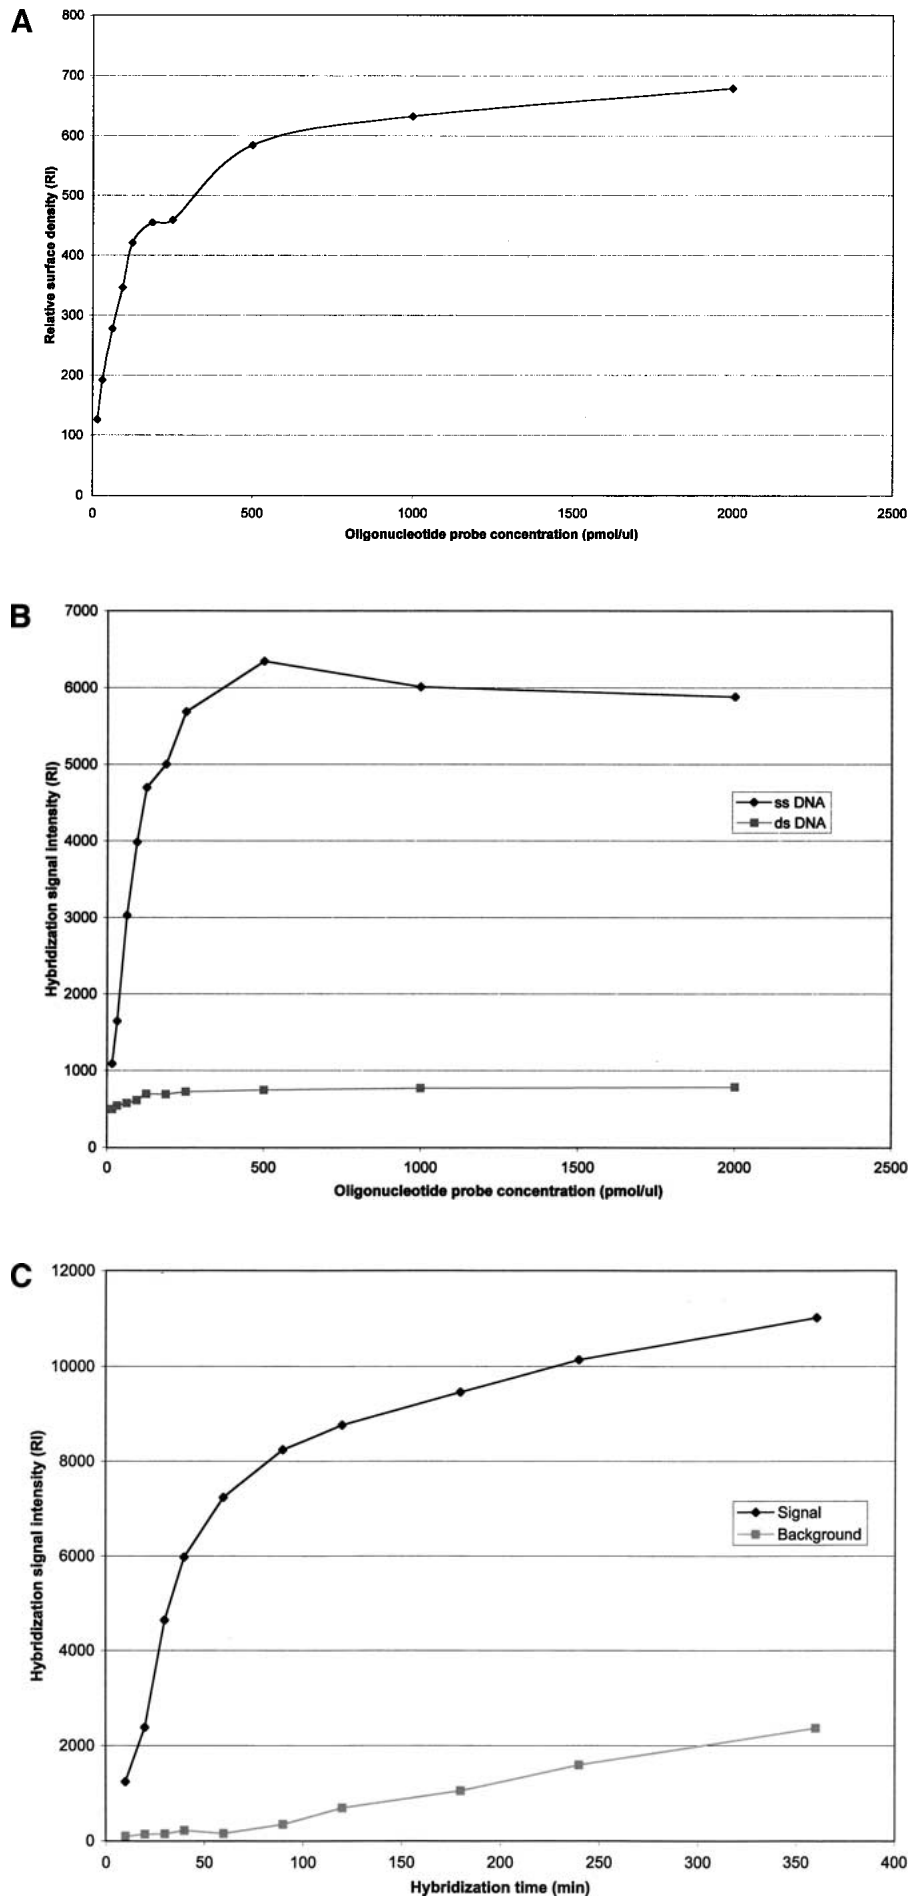 A
800
700
600
500
400
300
200
100
0
Relative surface density (RI)
0 500 1000 1500 2000 2500
Oligonucleotide probe concentration (pmol/ul)
B
7000
6000
5000
4000
3000
2000
1000
0
Hybridization signal intensity (RI)
ss DNA
ds DNA
0 500 1000 1500 2000 2500
Oligonucleotide probe concentration (pmol/ul)
C
12000
10000
8000
6000
4000
2000
0
Hybridization signal intensity (RI)
Signal
Background
0 50 100 150 200 250 300 350 400
Hybridization time (min)